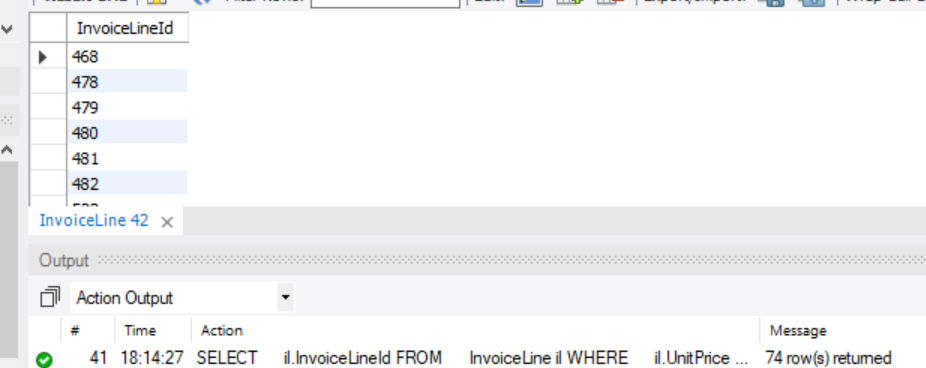 InvoiceLineId
468
478
479
480
481
482
InvoiceLine 42 ×
Output
Action Output
# Time Action Message
41 18:14:27 SELECT il.InvoiceLineId FROM InvoiceLine il WHERE il.UnitPrice ... 74 row(s) returned